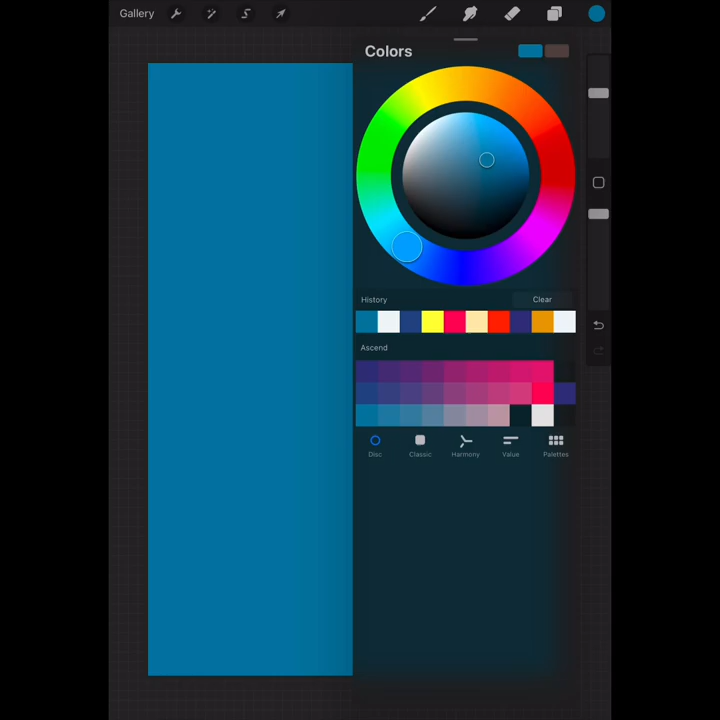 Gallery
Colors
History Clear
Ascend
Disc Classic Harmony Value Palettes